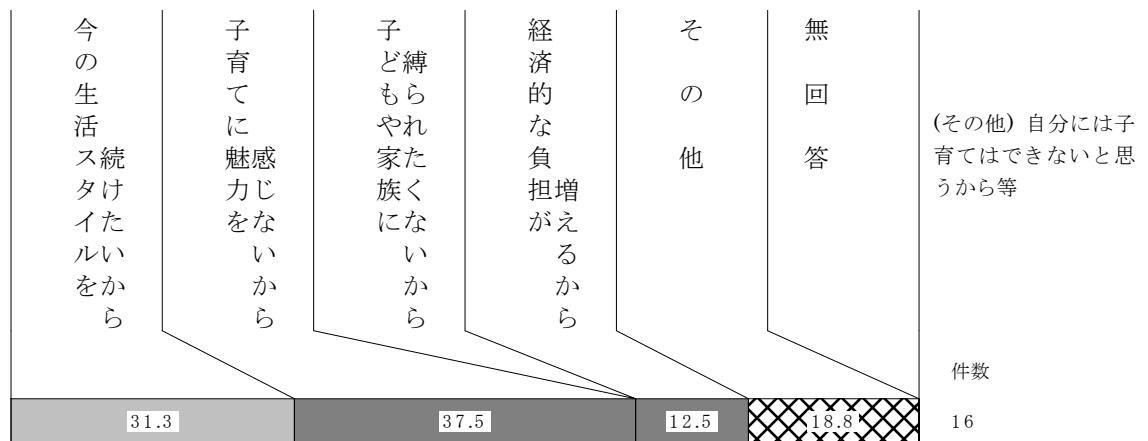 今の生活スタイルを
続けたいから
子育てに魅力を
感じないから
子どもや家族に
縛られたくないから
経済的な負担が
増えるから
その他
無回答
(その他) 自分には子
育てはできないと思
うから等
件数
31.3
37.5
12.5
18.8
16